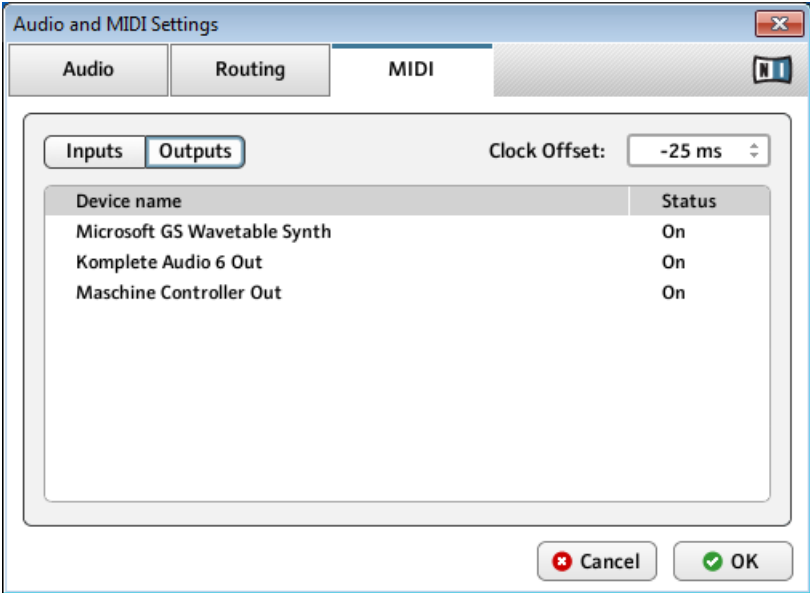 Audio and MIDI Settings
Audio Routing MIDI NI
Inputs Outputs Clock Offset: -25 ms
Device name Status
Microsoft GS Wavetable Synth On
Komplete Audio 6 Out On
Maschine Controller Out On
Cancel OK